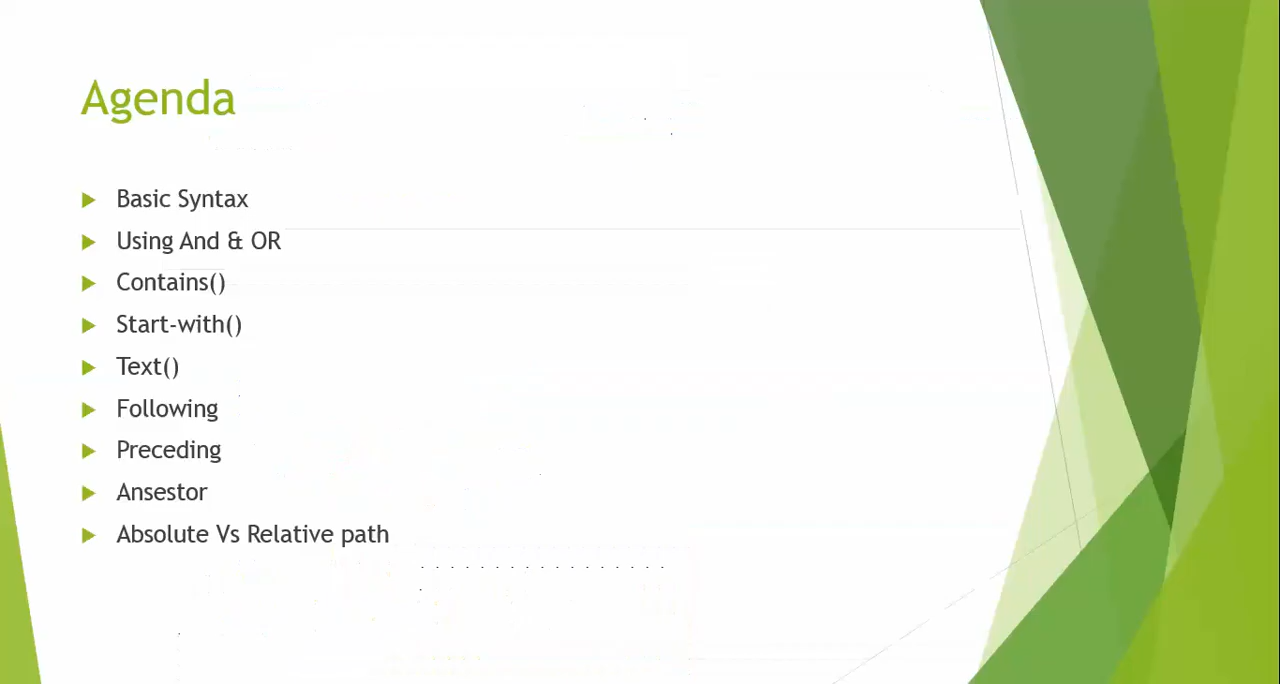 Agenda
Basic Syntax
Using And & OR
Contains()
Start-with()
Text()
Following
Preceding
Ansestor
Absolute Vs Relative path